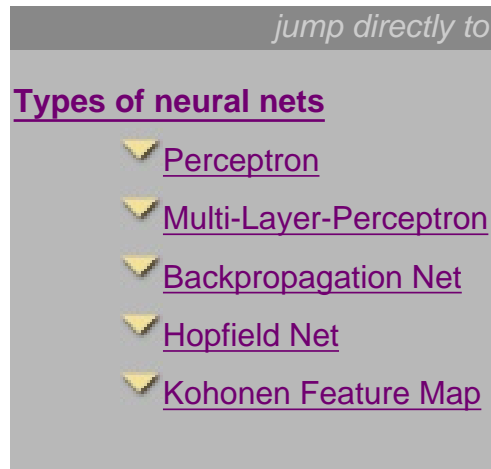 jump directly to
Types of neural nets
Perceptron
Multi-Layer-Perceptron
Backpropagation Net
Hopfield Net
Kohonen Feature Map